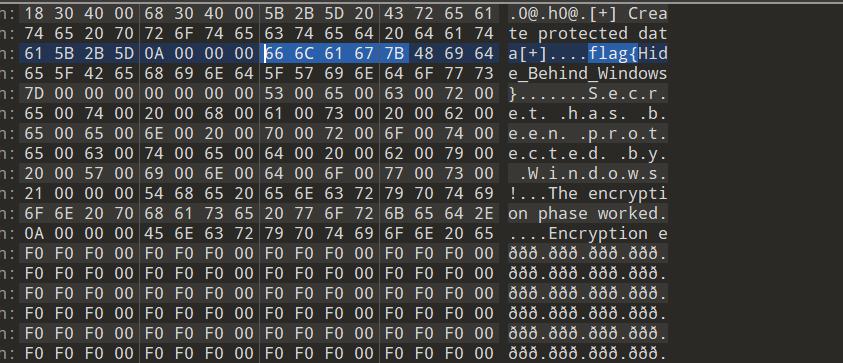 h: 18 30 40 00 68 30 40 00 5B 2B 5D 20 43 72 65 61 .0@.h0@.[+] Crea
h: 74 65 20 70 72 6F 74 65 63 74 65 64 20 64 61 74 te protected dat
h: 61 5B 2B 5D 0A 00 00 00 66 6C 61 67 7B 48 69 64 a[+]....flag{Hid
h: 65 5F 42 65 68 69 6E 64 5F 57 69 6E 64 6F 77 73 e_Behind_Windows
h: 7D 00 00 00 00 00 00 00 53 00 65 00 63 00 72 00 }.......S.e.c.r.
h: 65 00 74 00 20 00 68 00 61 00 73 00 20 00 62 00 e.t. .h.a.s. .b.
h: 65 00 65 00 6E 00 20 00 70 00 72 00 6F 00 74 00 e.e.n. .p.r.o.t.
h: 65 00 63 00 74 00 65 00 64 00 20 00 62 00 79 00 e.c.t.e.d. .b.y.
h: 20 00 57 00 69 00 6E 00 64 00 6F 00 77 00 73 00 .W.i.n.d.o.w.s.
h: 21 00 00 00 54 68 65 20 65 6E 63 72 79 70 74 69 !...The encrypti
h: 6F 6E 20 70 68 61 73 65 20 77 6F 72 6B 65 64 2E on phase worked.
h: 0A 00 00 00 45 6E 63 72 79 70 74 69 6F 6E 20 65 ....Encryption e
h: F0 F0 F0 00 F0 F0 F0 00 F0 F0 F0 00 F0 F0 F0 00 ððð.ððð.ððð.ððð.
h: F0 F0 F0 00 F0 F0 F0 00 F0 F0 F0 00 F0 F0 F0 00 ððð.ððð.ððð.ððð.
h: F0 F0 F0 00 F0 F0 F0 00 F0 F0 F0 00 F0 F0 F0 00 ððð.ððð.ððð.ððð.
h: F0 F0 F0 00 F0 F0 F0 00 F0 F0 F0 00 F0 F0 F0 00 ððð.ððð.ððð.ððð.
h: F0 F0 F0 00 F0 F0 F0 00 F0 F0 F0 00 F0 F0 F0 00 ððð.ððð.ððð.ððð.
h: F0 F0 F0 00 F0 F0 F0 00 F0 F0 F0 00 F0 F0 F0 00 ððð.ððð.ððð.ððð.